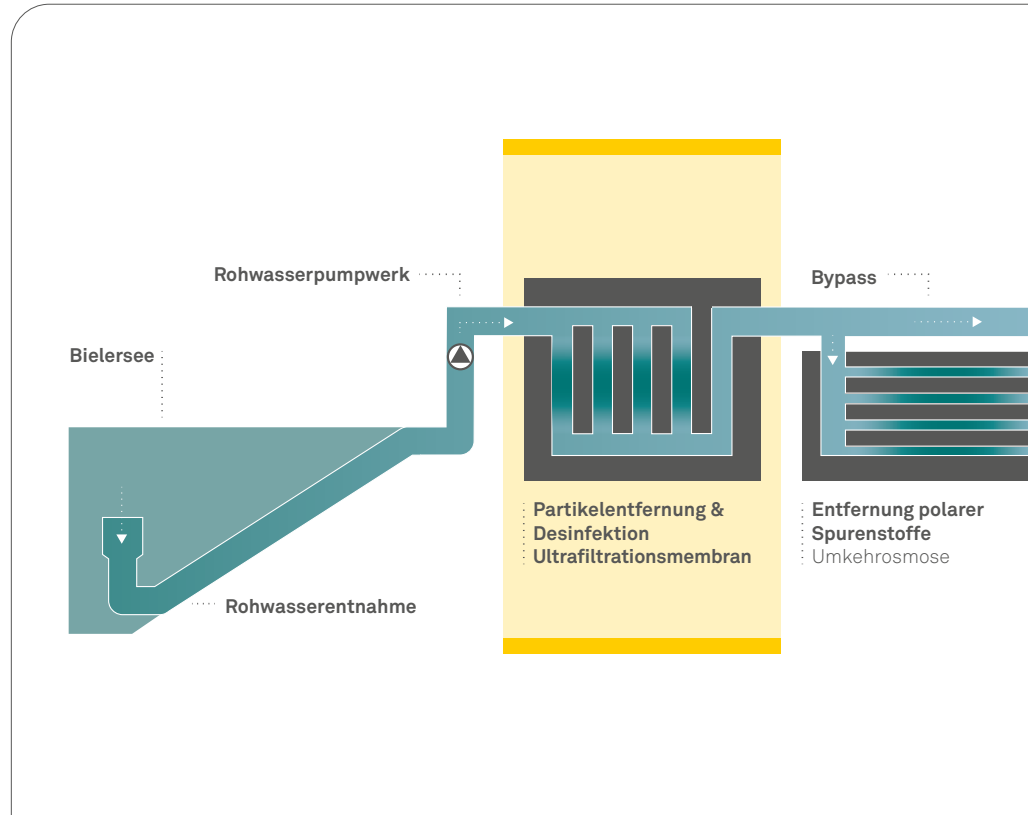 Rohwasserpumpwerk
Bypass
Bielersee
Partikelentfernung &
Desinfektion
Ultrafiltrationsmembran
Entfernung polarer
Spurenstoffe
Umkehrosmose
Rohwasserentnahme